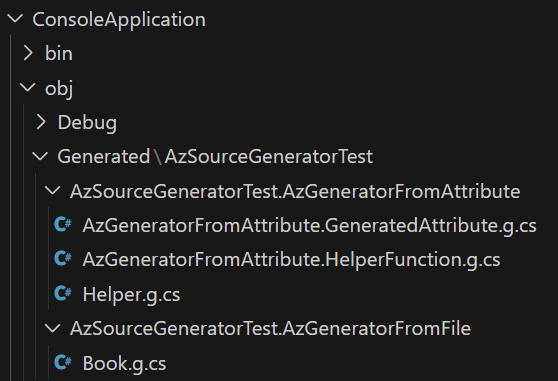 ConsoleApplication
bin
obj
Debug
Generated\AzSourceGeneratorTest
AzSourceGeneratorTest.AzGeneratorFromAttribute
C# AzGeneratorFromAttribute.GeneratedAttribute.g.cs
C# AzGeneratorFromAttribute.HelperFunction.g.cs
C# Helper.g.cs
AzSourceGeneratorTest.AzGeneratorFromFile
C# Book.g.cs